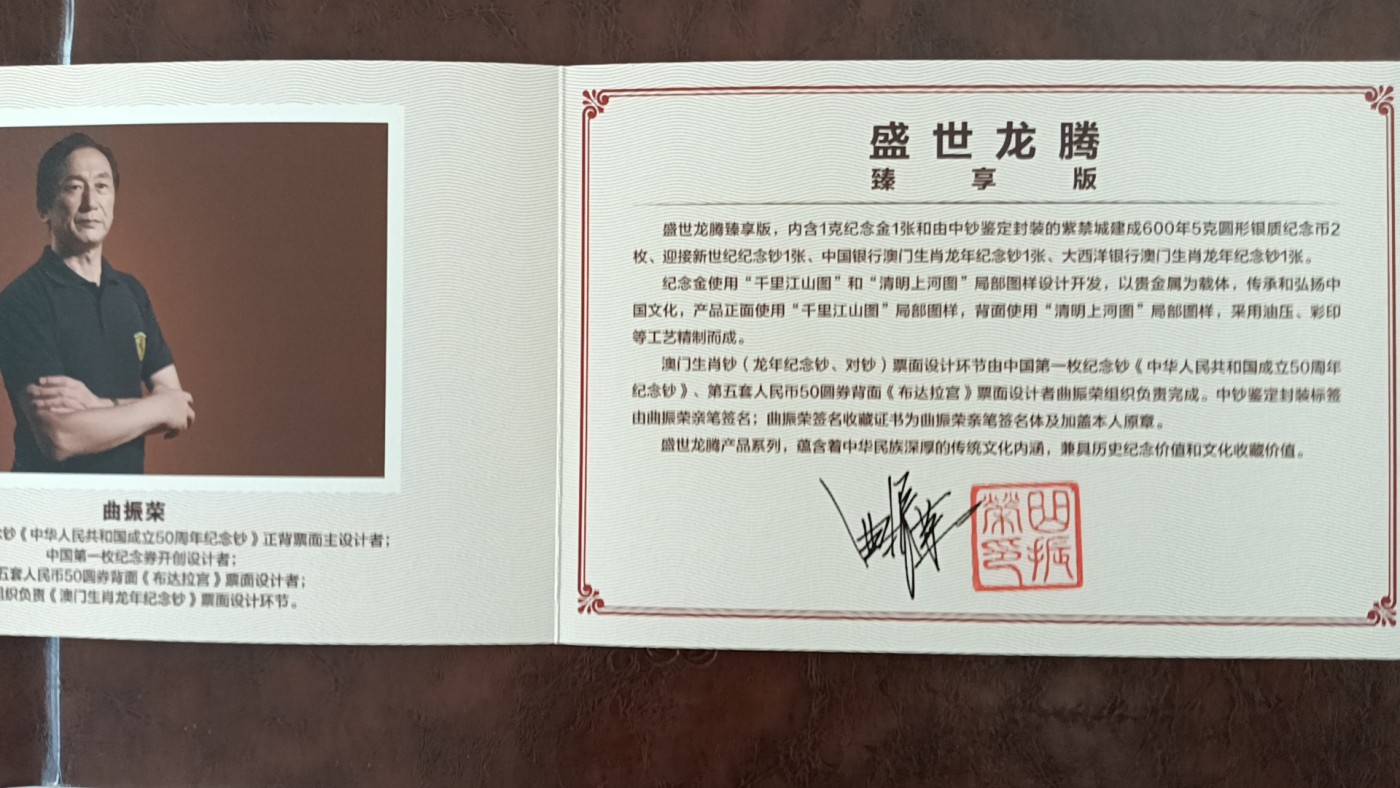 曲振荣
念钞《中华人民共和国成立50周年纪念钞》正背票面主设计者；
中国第一枚纪念券开创设计者；
五套人民币50圆券背面《布达拉宫》票面设计者；
组织负责《澳门生肖龙年纪念钞》票面设计环节。
盛世龙腾
臻享版
盛世龙腾臻享版，内含1克纪念金1张和由中钞鉴定封装的紫禁城建成600年5克圆形银质纪念币2
枚、迎接新世纪纪念钞1张、中国银行澳门生肖龙年纪念钞1张、大西洋银行澳门生肖龙年纪念钞1张。
纪念金使用“千里江山图”和“清明上河图”局部图样设计开发，以贵金属为载体，传承和弘扬中
国文化，产品正面使用“千里江山图”局部图样，背面使用“清明上河图”局部图样，采用油压、彩印
等工艺精制而成。
澳门生肖钞（龙年纪念钞、对钞）票面设计环节由中国第一枚纪念钞《中华人民共和国成立50周年
纪念钞》、第五套人民币50圆券背面《布达拉宫》票面设计者曲振荣组织负责完成。中钞鉴定封装标签
由曲振荣亲笔签名；曲振荣签名收藏证书为曲振荣亲笔签名体及加盖本人原章。
盛世龙腾产品系列，蕴含着中华民族深厚的传统文化内涵，兼具历史纪念价值和文化收藏价值。
曲振荣
曲振榮印